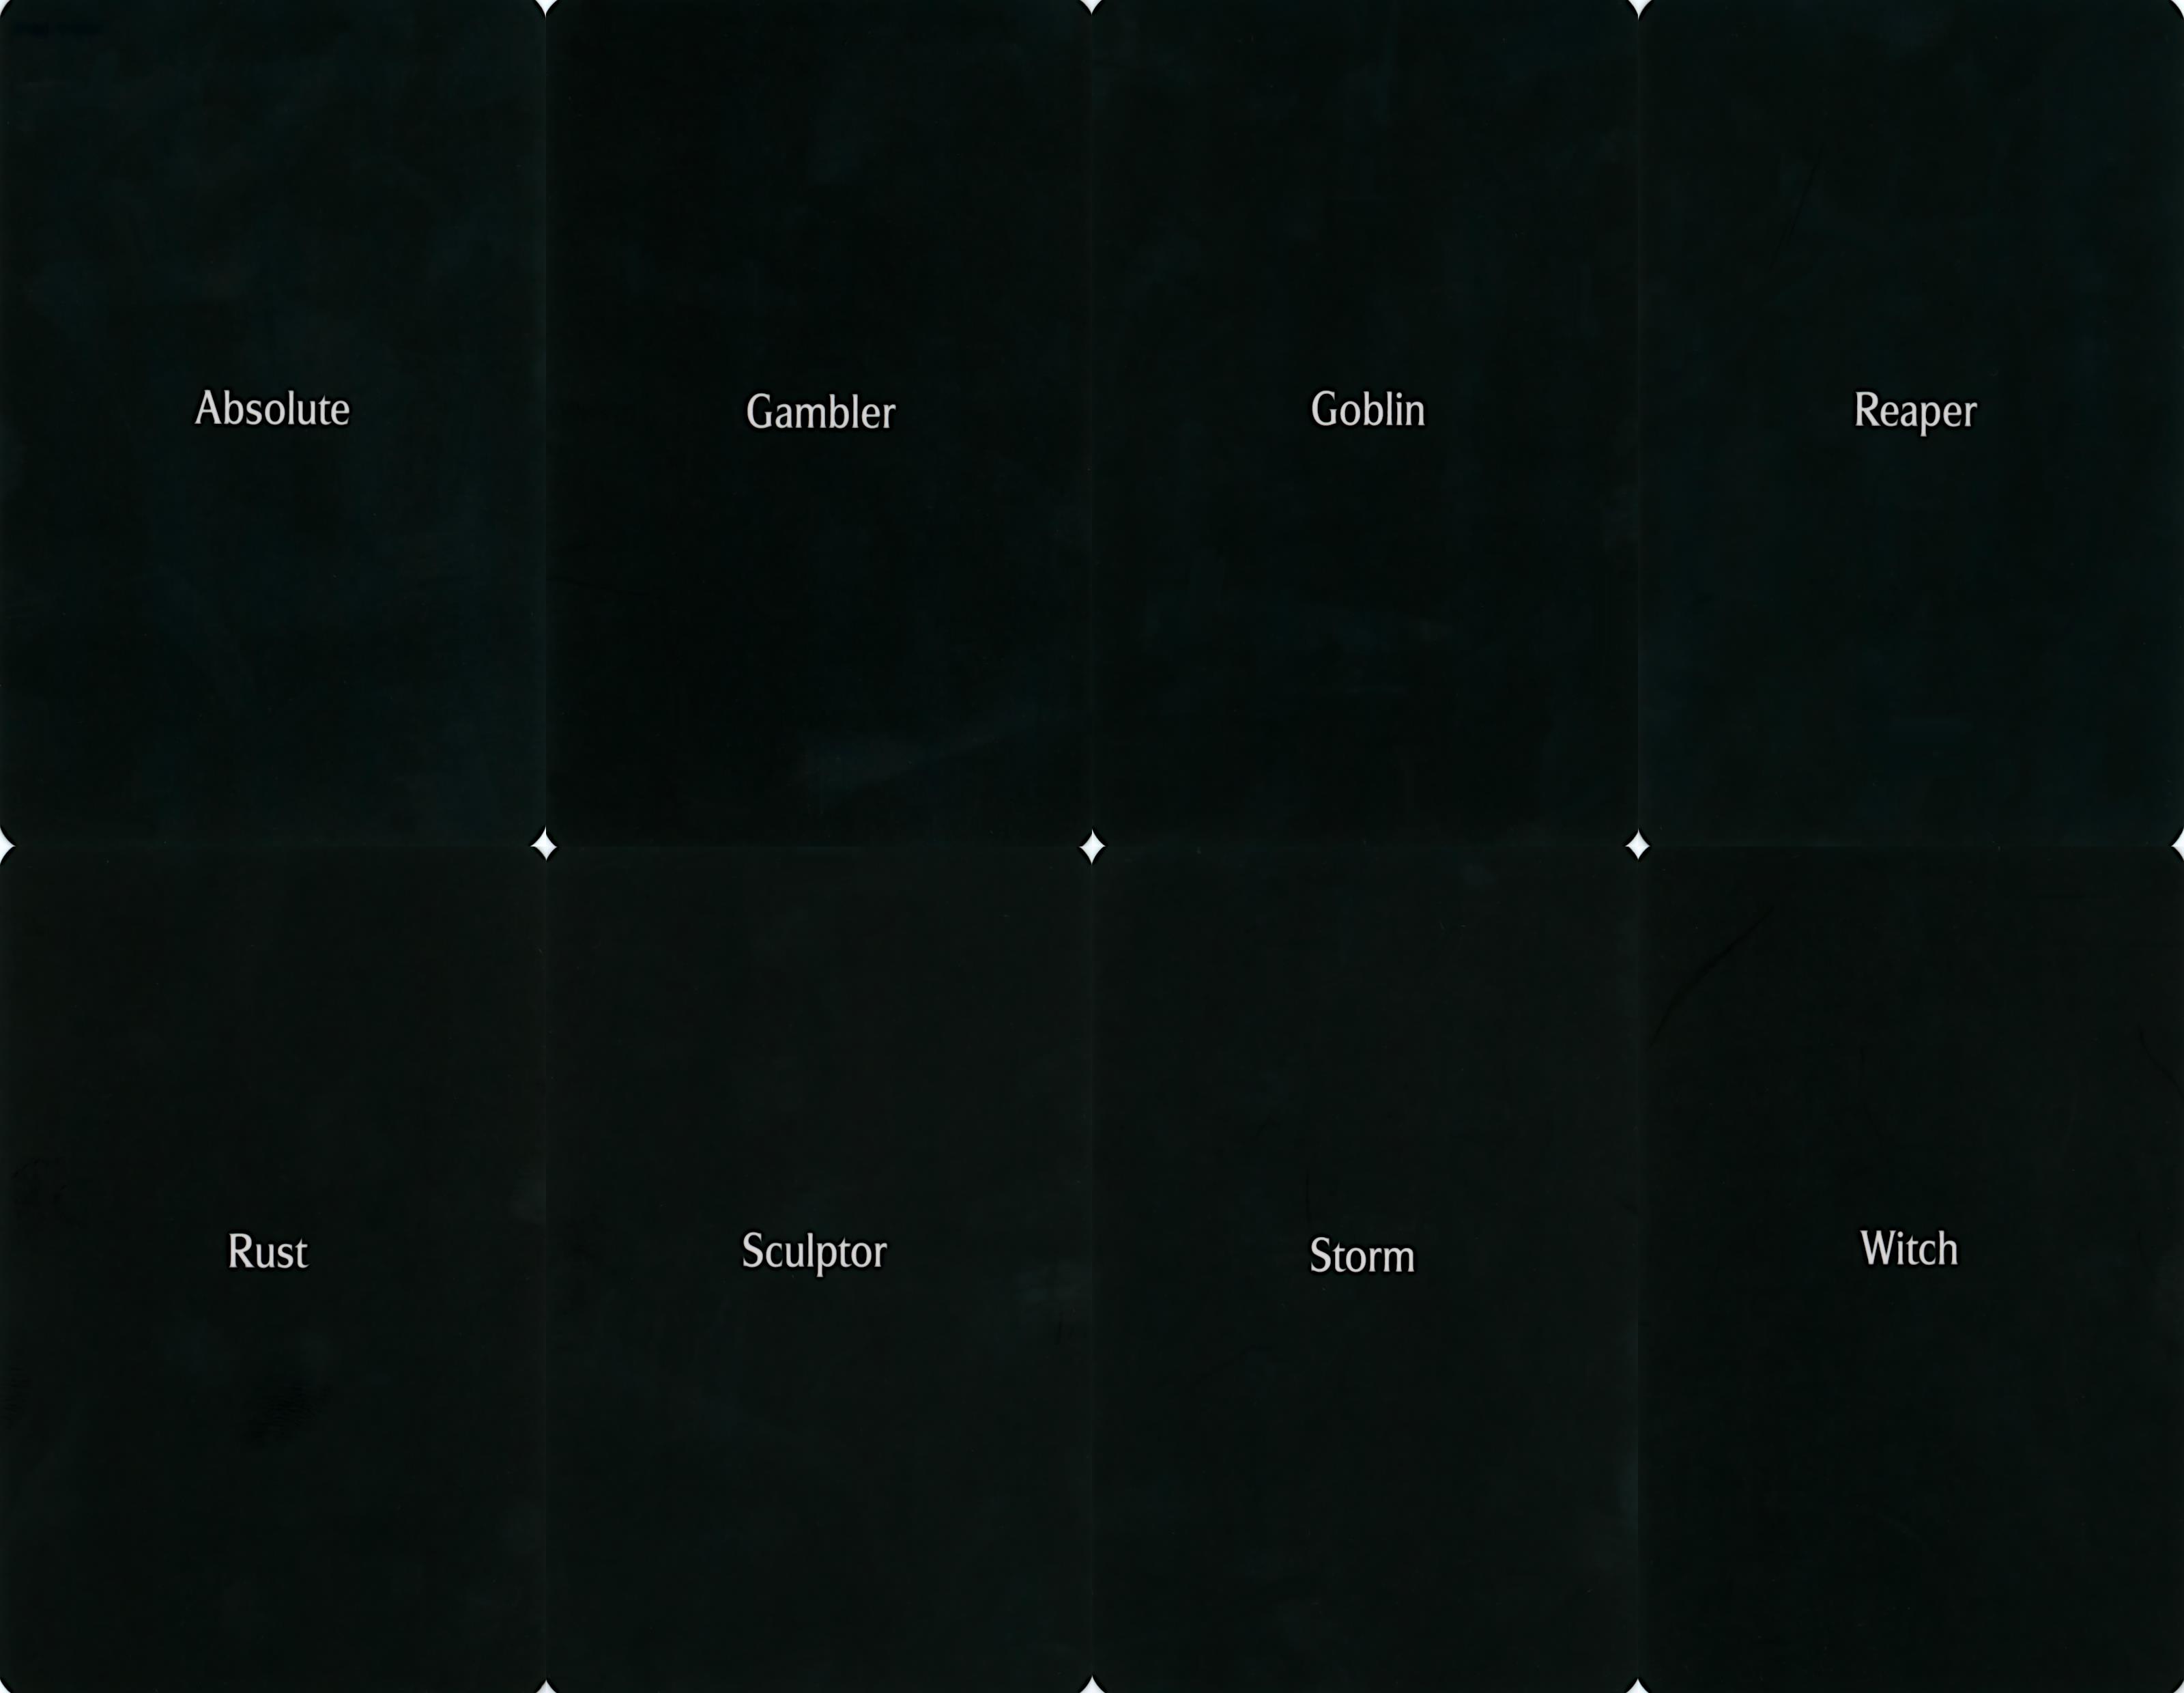 Absolute
Gambler
Goblin
Reaper
Rust
Sculptor
Storm
Witch